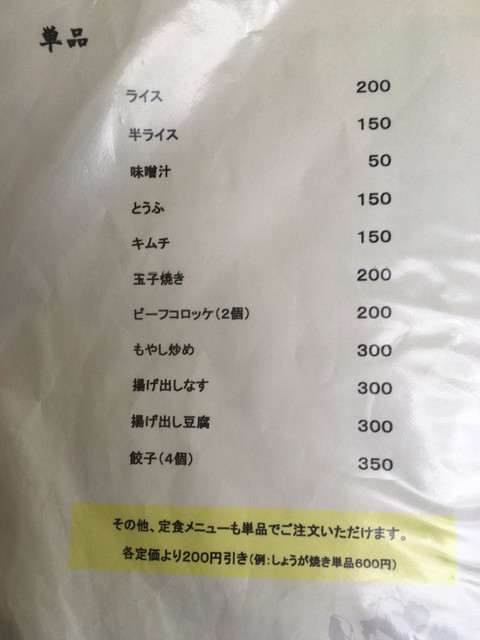 単品
ライス 200
半ライス 150
味噌汁 50
とうふ 150
キムチ 150
玉子焼き 200
ビーフコロッケ(2個) 200
もやし炒め 300
揚げ出しなす 300
揚げ出し豆腐 300
餃子(4個) 350
その他、定食メニューも単品でご注文いただけます。
各定価より200円引き(例:しょうが焼き単品600円)